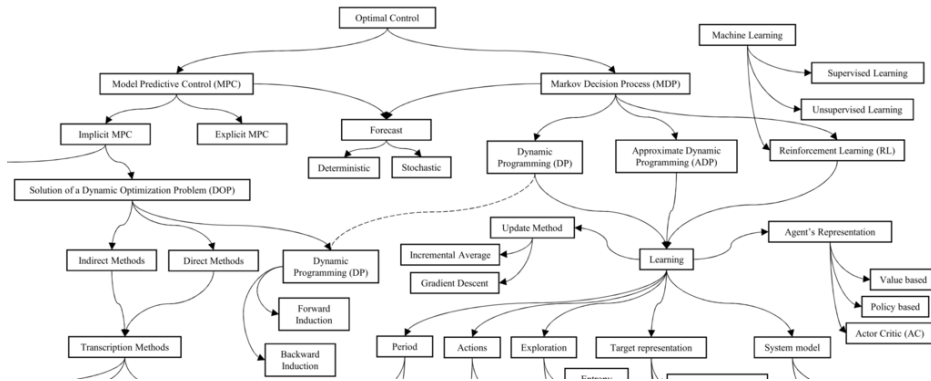 Optimal Control
Machine Learning
Model Predictive Control (MPC)
Markov Decision Process (MDP)
Supervised Learning
Unsupervised Learning
Implicit MPC
Explicit MPC
Forecast
Deterministic
Stochastic
Dynamic
Programming (DP)
Approximate Dynamic
Programming (ADP)
Reinforcement Learning (RL)
Solution of a Dynamic Optimization Problem (DOP)
Update Method
Agent's Representation
Indirect Methods
Direct Methods
Dynamic
Programming (DP)
Incremental Average
Gradient Descent
Learning
Value based
Policy based
Actor Critic (AC)
Forward
Induction
Backward
Induction
Transcription Methods
Period
Actions
Exploration
Target representation
System model
Entropy